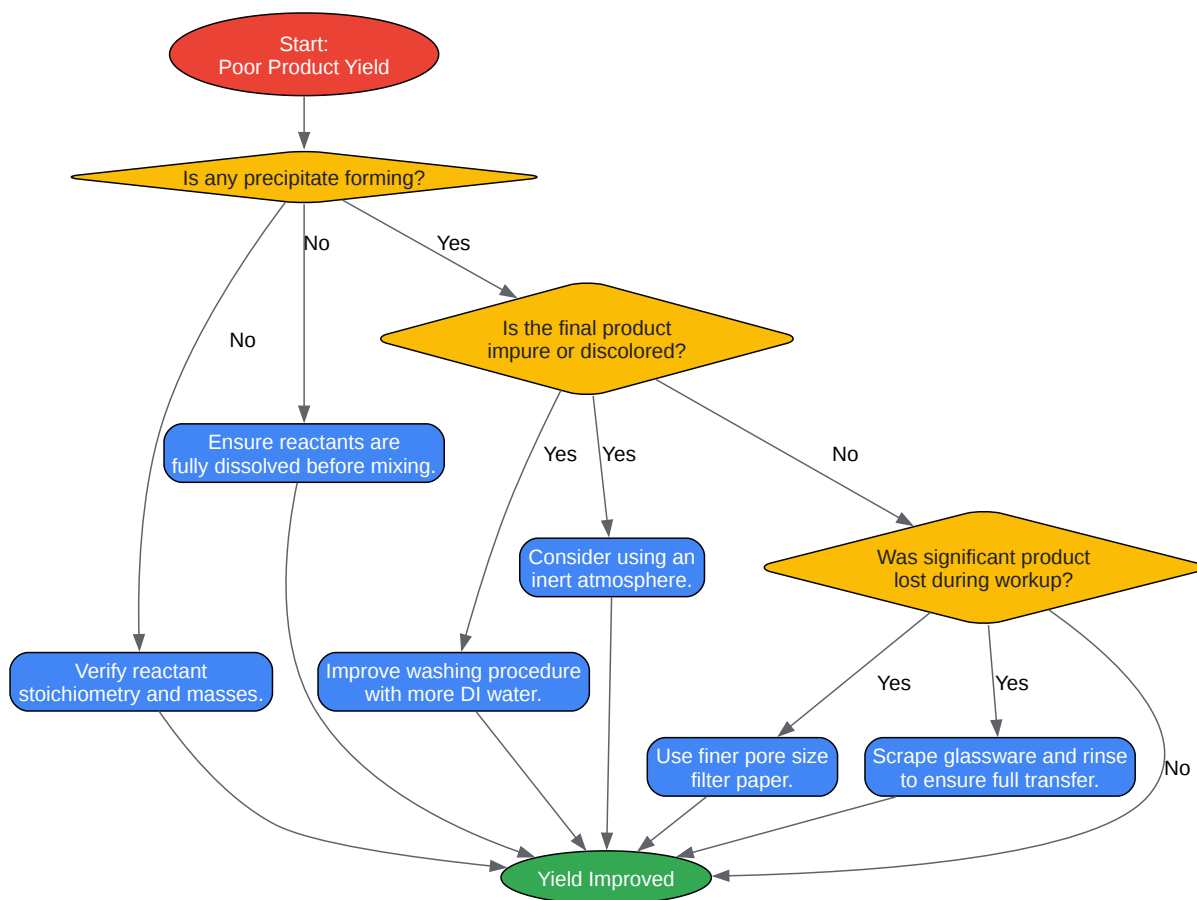 Start:
Poor Product Yield
Is any precipitate forming?
No
Yes
No
Is the final product
impure or discolored?
Ensure reactants are
fully dissolved before mixing.
Yes
Yes
No
Consider using an
inert atmosphere.
Was significant product
lost during workup?
Verify reactant
stoichiometry and masses.
Improve washing procedure
with more DI water.
Yes
Yes
No
Use finer pore size
filter paper.
Scrape glassware and rinse
to ensure full transfer.
Yield Improved